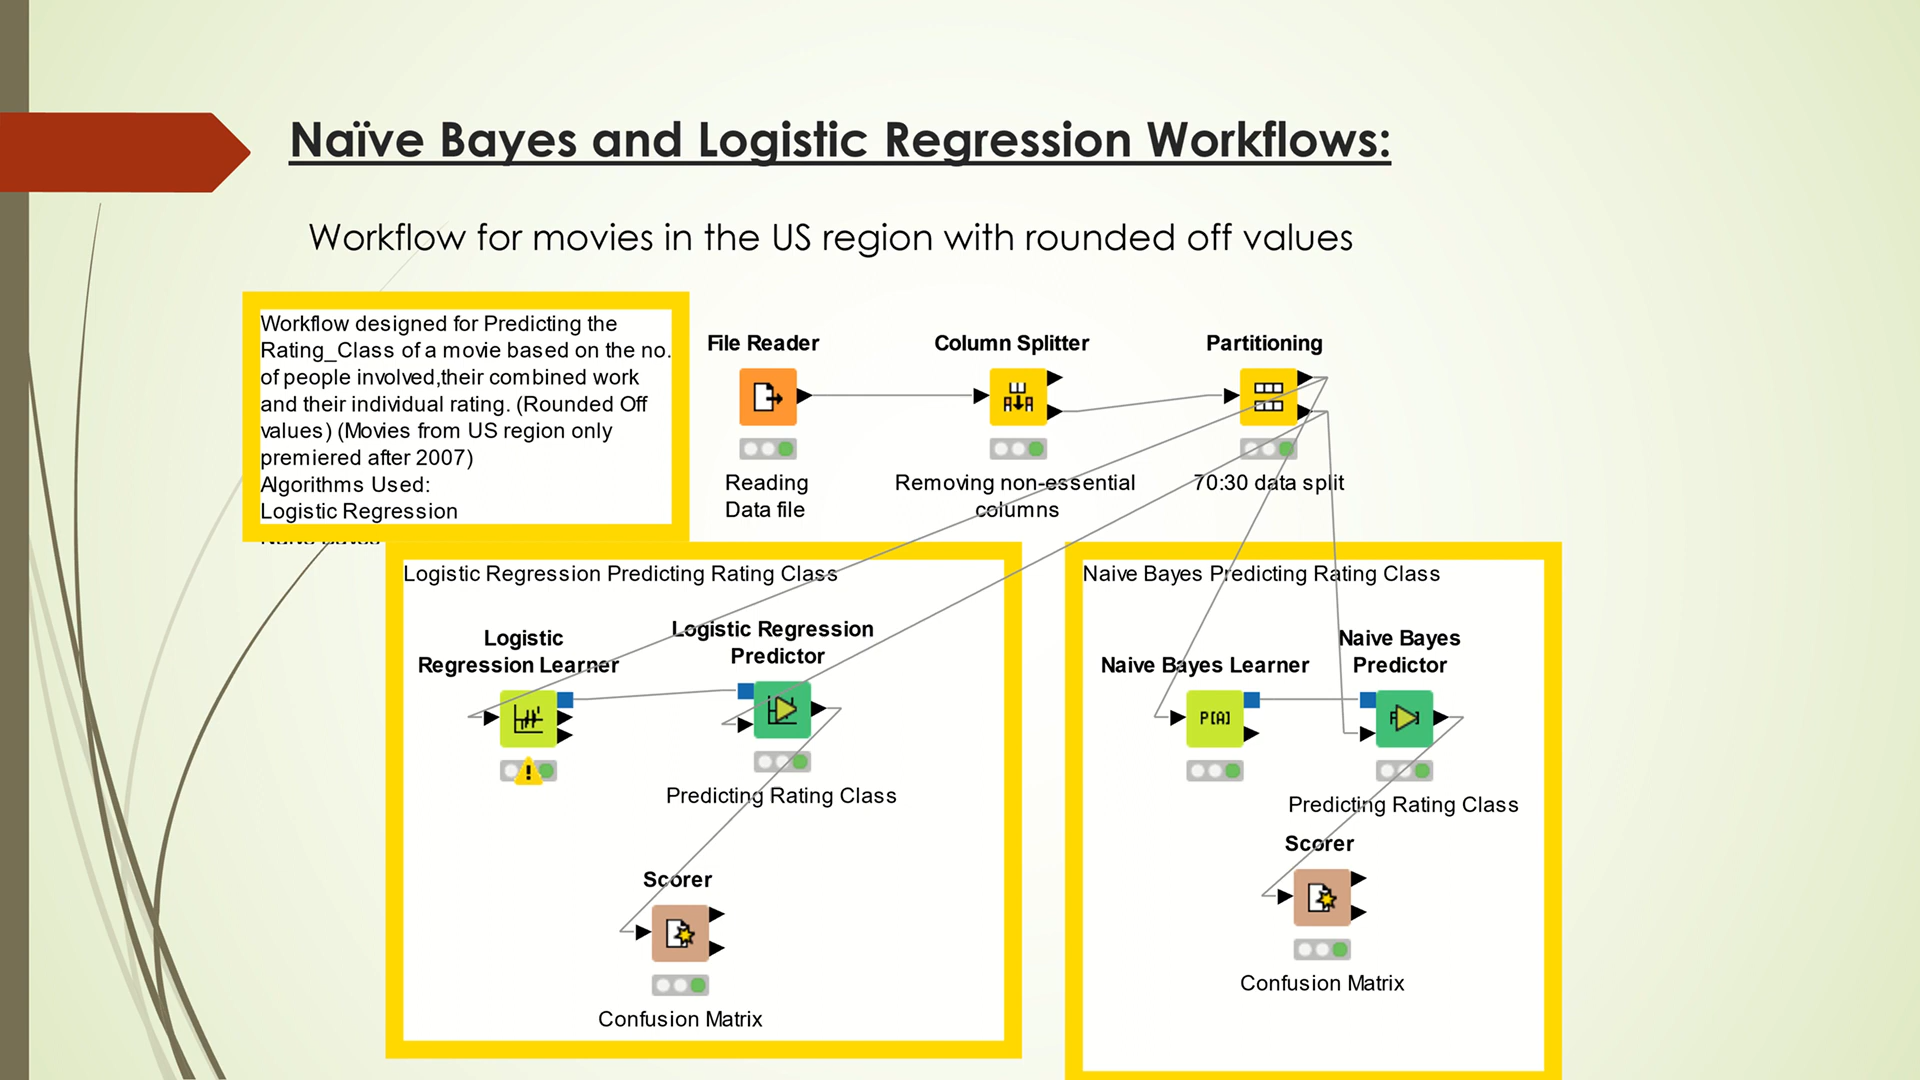 Naïve Bayes and Logistic Regression Workflows:
Workflow for movies in the US region with rounded off values
Workflow designed for Predicting the
Rating_Class of a movie based on the no.
of people involved,their combined work
and their individual rating. (Rounded Off
values) (Movies from US region only
premiered after 2007)
Algorithms Used:
Logistic Regression
Naive Bayes
File Reader
Reading
Data file
Column Splitter
Removing non-essential
columns
Partitioning
70:30 data split
Logistic Regression Predicting Rating Class
Logistic
Regression Learner
Logistic Regression
Predictor
Predicting Rating Class
Scorer
Confusion Matrix
Naive Bayes Predicting Rating Class
Naive Bayes Learner
P[A]
Naive Bayes
Predictor
Predicting Rating Class
Scorer
Confusion Matrix